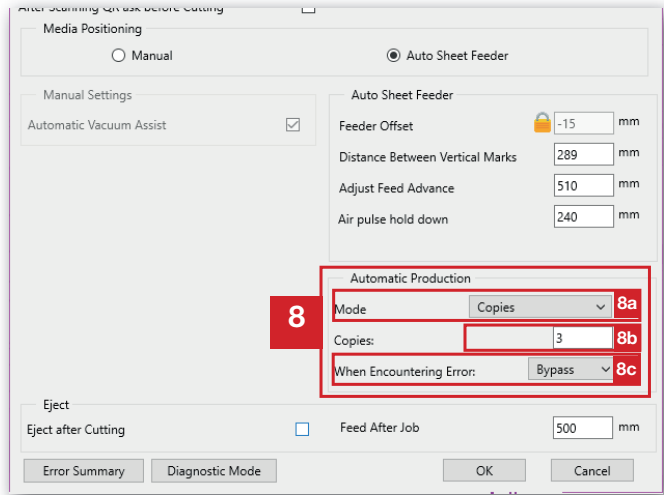 After Scanning QR ask before Cutting
Media Positioning
Manual
Auto Sheet Feeder
Manual Settings
Automatic Vacuum Assist
Auto Sheet Feeder
Feeder Offset -15 mm
Distance Between Vertical Marks 289 mm
Adjust Feed Advance 510 mm
Air pulse hold down 240 mm
8
Automatic Production
Mode Copies 8a
Copies: 3 8b
When Encountering Error: Bypass 8c
Eject
Eject after Cutting
Feed After Job 500 mm
Error Summary Diagnostic Mode OK Cancel